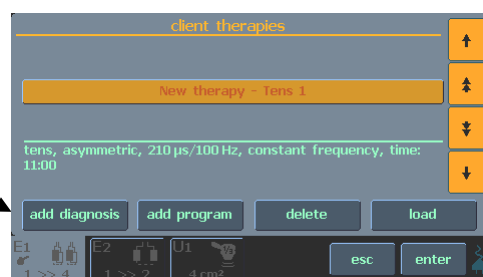 client therapies
New therapy - Tens 1
tens, asymmetric, 210 µs/100 Hz, constant frequency, time:
11:00
add diagnosis add program delete load
E1 E2 U1
1 >> 4 1 >> 2 4 cm²
esc enter